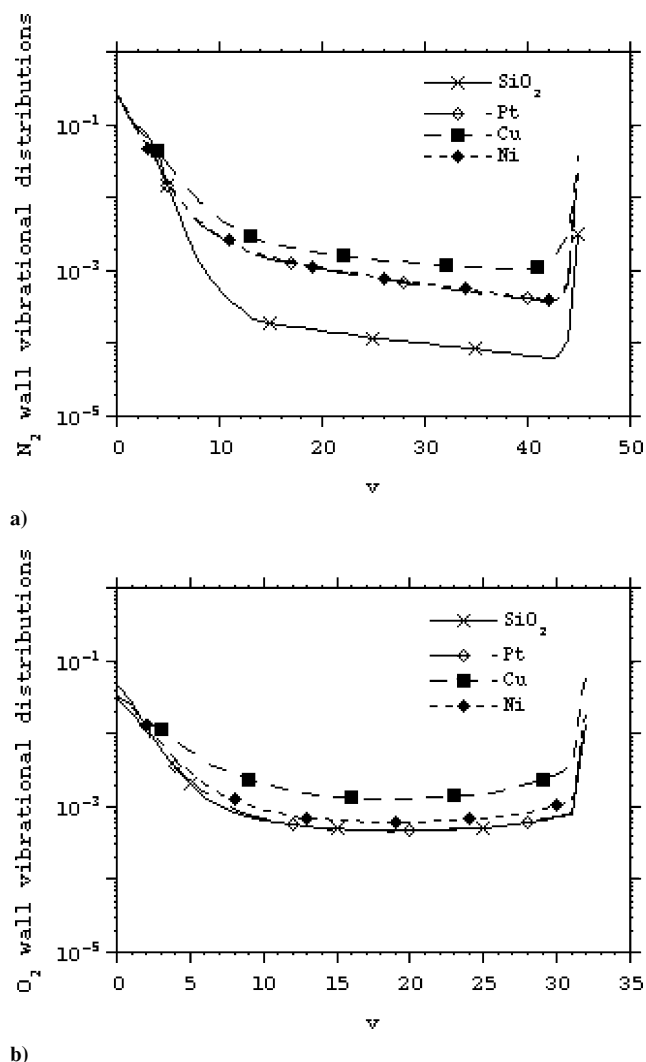 N2 wall vibrational distributions
10^-1
10^-3
10^-5
SiO2
Pt
Cu
Ni
0 10 20 30 40 50
v
a)
O2 wall vibrational distributions
10^-1
10^-3
10^-5
SiO2
Pt
Cu
Ni
0 5 10 15 20 25 30 35
v
b)